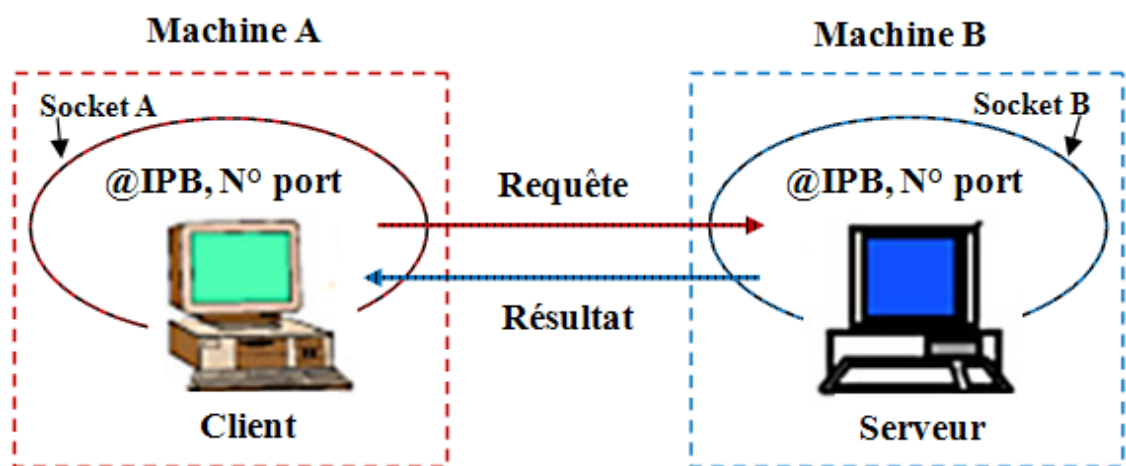 Machine A
Machine B
Socket A
Socket B
@IPB, N° port
@IPB, N° port
Requête
Résultat
Client
Serveur